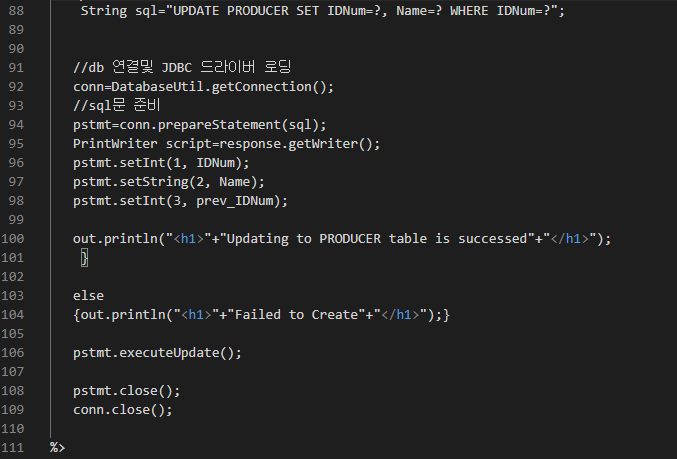 88 String sql="UPDATE PRODUCER SET IDNum=?, Name=? WHERE IDNum=?";
89
90
91 //db 연결및 JDBC 드라이버 로딩
92 conn=DatabaseUtil.getConnection();
93 //sql문 준비
94 pstmt=conn.prepareStatement(sql);
95 PrintWriter script=response.getWriter();
96 pstmt.setInt(1, IDNum);
97 pstmt.setString(2, Name);
98 pstmt.setInt(3, prev_IDNum);
99
100 out.println("<h1>"+"Updating to PRODUCER table is successed"+"</h1>");
101 }
102
103 else
104 {out.println("<h1>"+"Failed to Create"+"</h1>");}
105
106 pstmt.executeUpdate();
107
108 pstmt.close();
109 conn.close();
110
111 %>